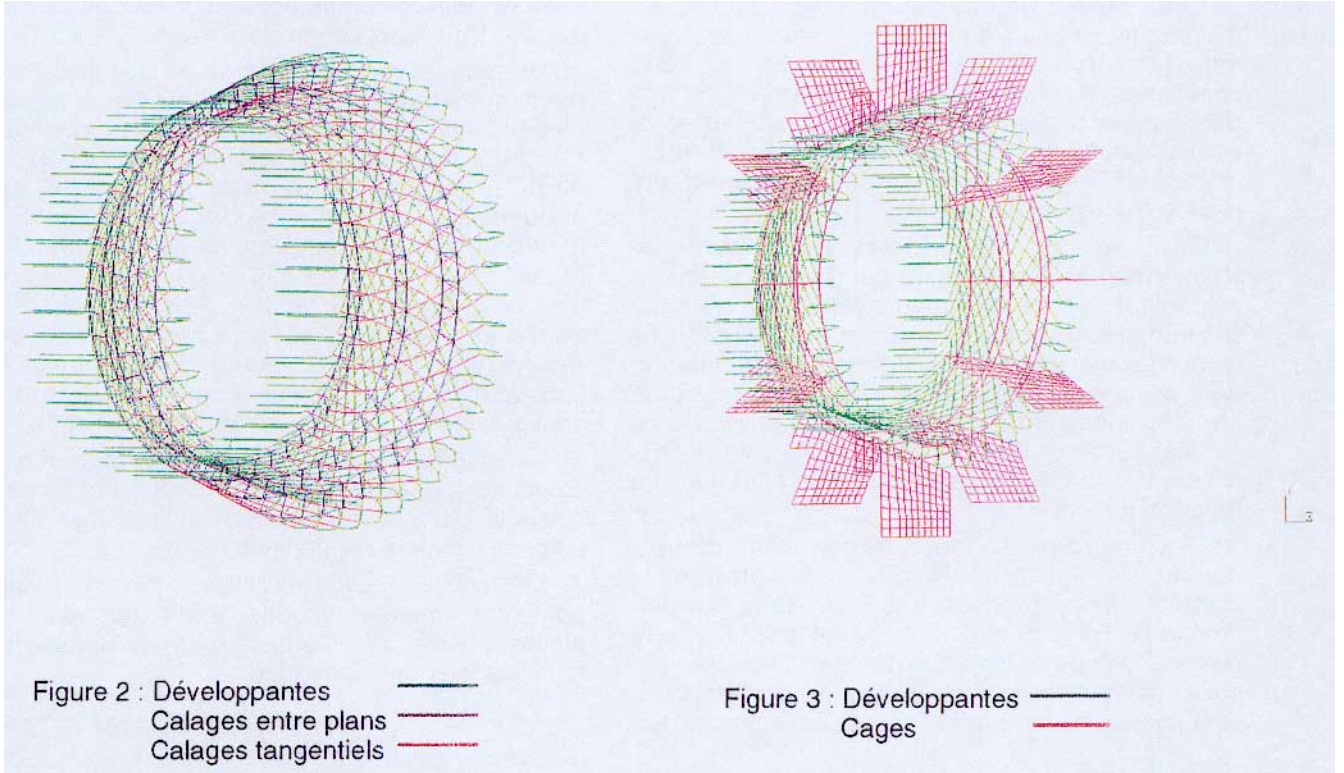 Figure 2 : Développantes
Calages entre plans
Calages tangentiels
Figure 3 : Développantes
Cages